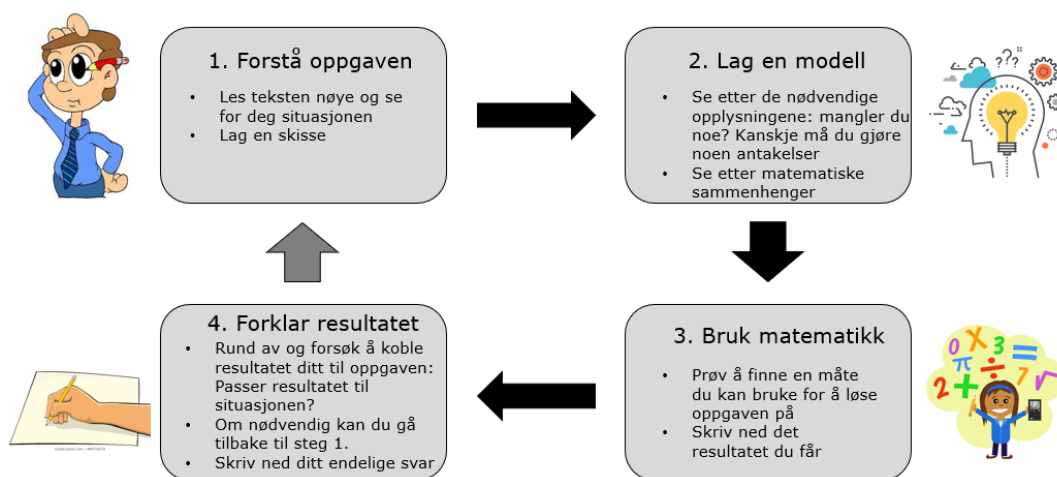 1. Forstå oppgaven
• Les teksten nøye og se
for deg situasjonen
• Lag en skisse
2. Lag en modell
• Se etter de nødvendige
opplysningene: mangler du
noe? Kanskje må du gjøre
noen antakelser
• Se etter matematiske
sammenhenger
???
3. Bruk matematikk
• Prøv å finne en måte
du kan bruke for å løse
oppgaven på
• Skriv ned det
resultatet du får
0 X 3 =
π ÷ 7 √
2 +
4. Forklar resultatet
• Rund av og forsøk å koble
resultatet ditt til oppgaven:
Passer resultatet til
situasjonen?
• Om nødvendig kan du gå
tilbake til steg 1.
• Skriv ned ditt endelige svar